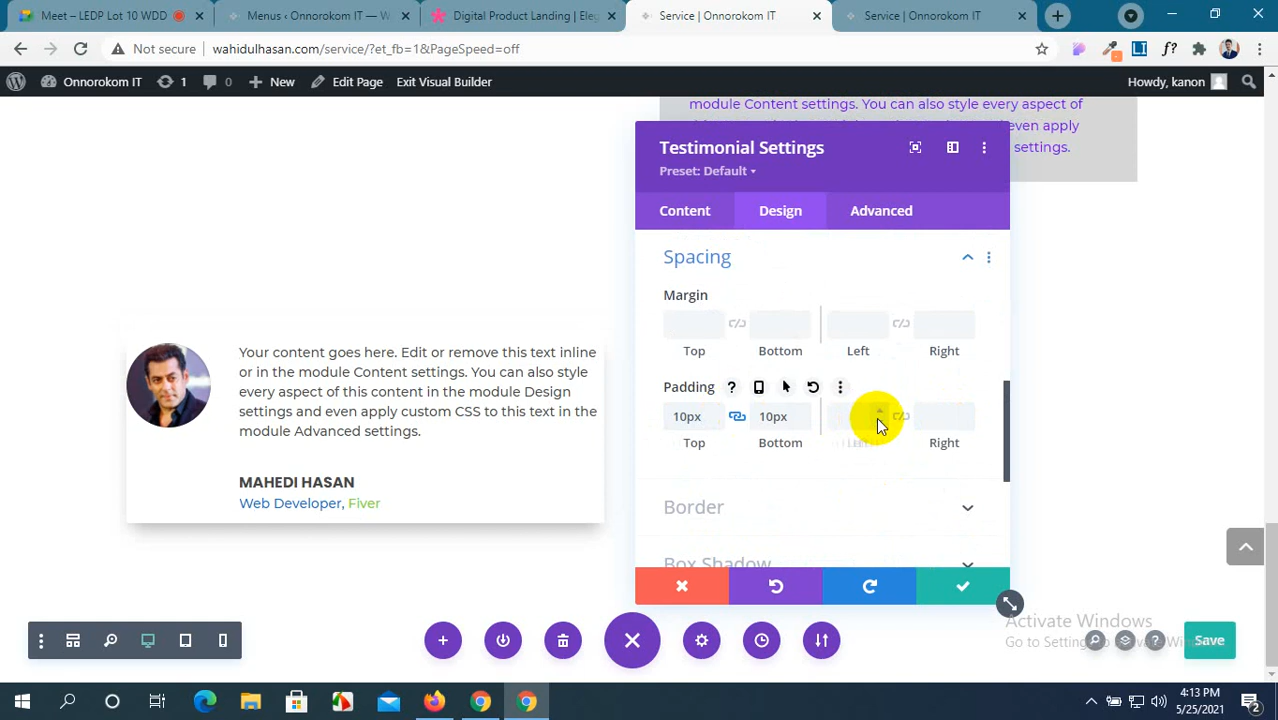 Meet – LEDP Lot 10 WDD
Menus ‹ Onnorokom IT — W
Digital Product Landing | Eleg
Service | Onnorokom IT
Service | Onnorokom IT
Not secure
wahidulhasan.com/service/?et_fb=1&PageSpeed=off
Onnorokom IT
1
0
New
Edit Page
Exit Visual Builder
Howdy, kanon
module Content settings. You can also style every aspect of
even apply
settings.
Testimonial Settings
Preset: Default
Content
Design
Advanced
Spacing
Margin
Top
Bottom
Left
Right
Padding
10px
10px
Top
Bottom
Left
Right
Border
Box Shadow
Your content goes here. Edit or remove this text inline
or in the module Content settings. You can also style
every aspect of this content in the module Design
settings and even apply custom CSS to this text in the
module Advanced settings.
MAHEDI HASAN
Web Developer, Fiver
Activate Windows
Go to Settings to Activate Windows.
Save
4:13 PM
5/25/2021
2